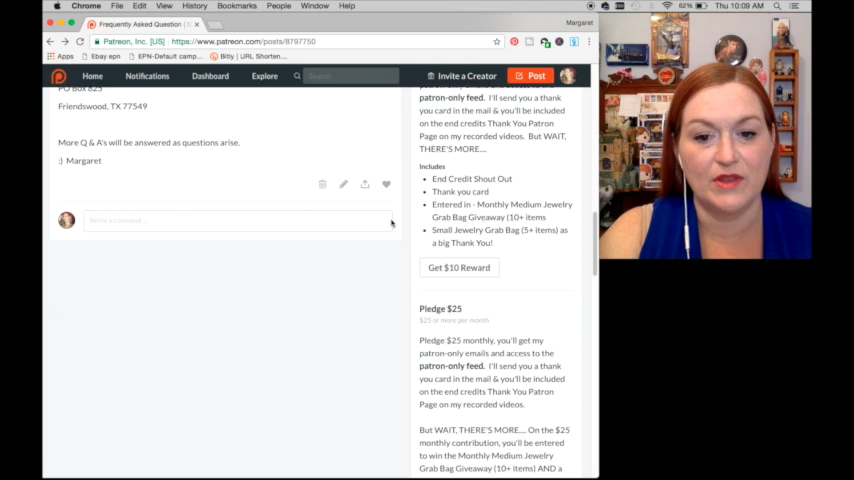 Chrome File Edit View History Bookmarks People Window Help 62% Thu 10:09 AM
Frequently Asked Question | Margaret
Patreon, Inc. [US] https://www.patreon.com/posts/8797750
Apps Ebay epn EPN-Default camp... Bitly | URL Shorten...
Home Notifications Dashboard Explore Search Invite a Creator Post
PO Box 825
Friendswood, TX 77549
More Q & A's will be answered as questions arise.
:) Margaret
Write a comment...
patron-only feed. I'll send you a thank
you card in the mail & you'll be included
on the end credits Thank You Patron
Page on my recorded videos. But WAIT,
THERE'S MORE....
Includes
End Credit Shout Out
Thank you card
Entered in - Monthly Medium Jewelry
Grab Bag Giveaway (10+ items
Small Jewelry Grab Bag (5+ items) as
a big Thank You!
Get $10 Reward
Pledge $25
$25 or more per month
Pledge $25 monthly, you'll get my
patron-only emails and access to the
patron-only feed. I'll send you a thank
you card in the mail & you'll be included
on the end credits Thank You Patron
Page on my recorded videos.
But WAIT, THERE'S MORE.... On the $25
monthly contribution, you'll be entered
to win the Monthly Medium Jewelry
Grab Bag Giveaway (10+ items) AND a